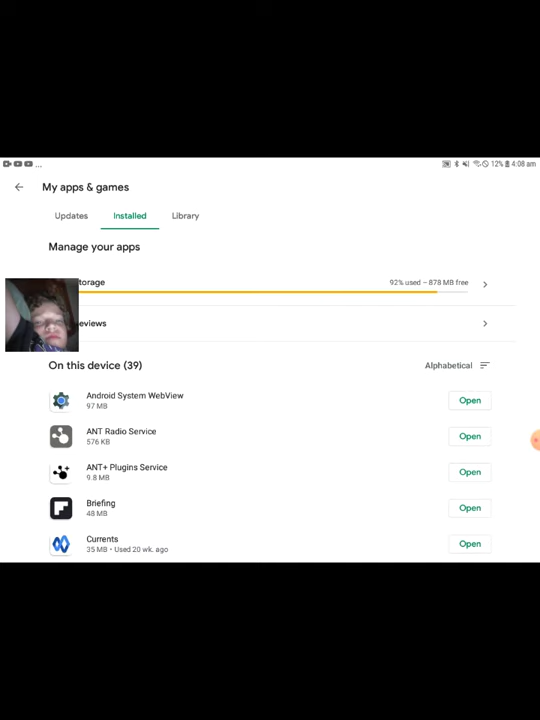 ... 12% 4:08 am
My apps & games
Updates Installed Library
Manage your apps
torage 92% used – 878 MB free
eviews
On this device (39) Alphabetical
Android System WebView
97 MB
Open
ANT Radio Service
576 KB
Open
ANT+ Plugins Service
9.8 MB
Open
Briefing
48 MB
Open
Currents
35 MB • Used 20 wk. ago
Open